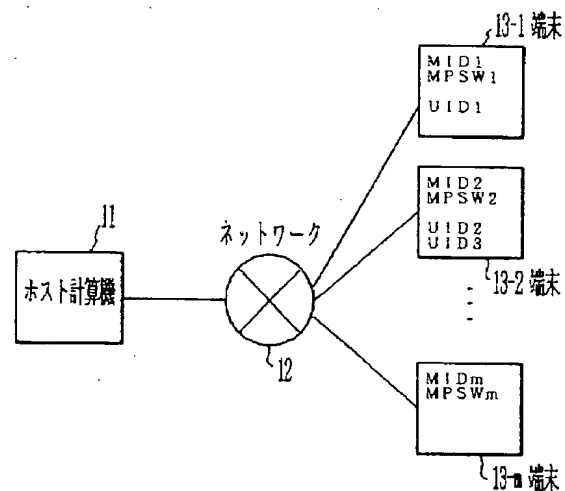 13-1 端末
MID1
MPSW1
UID1
MID2
MPSW2
UID2
UID3
13-2 端末
11
ホスト計算機
ネットワーク
12
MIDm
MPSWm
13-m 端末